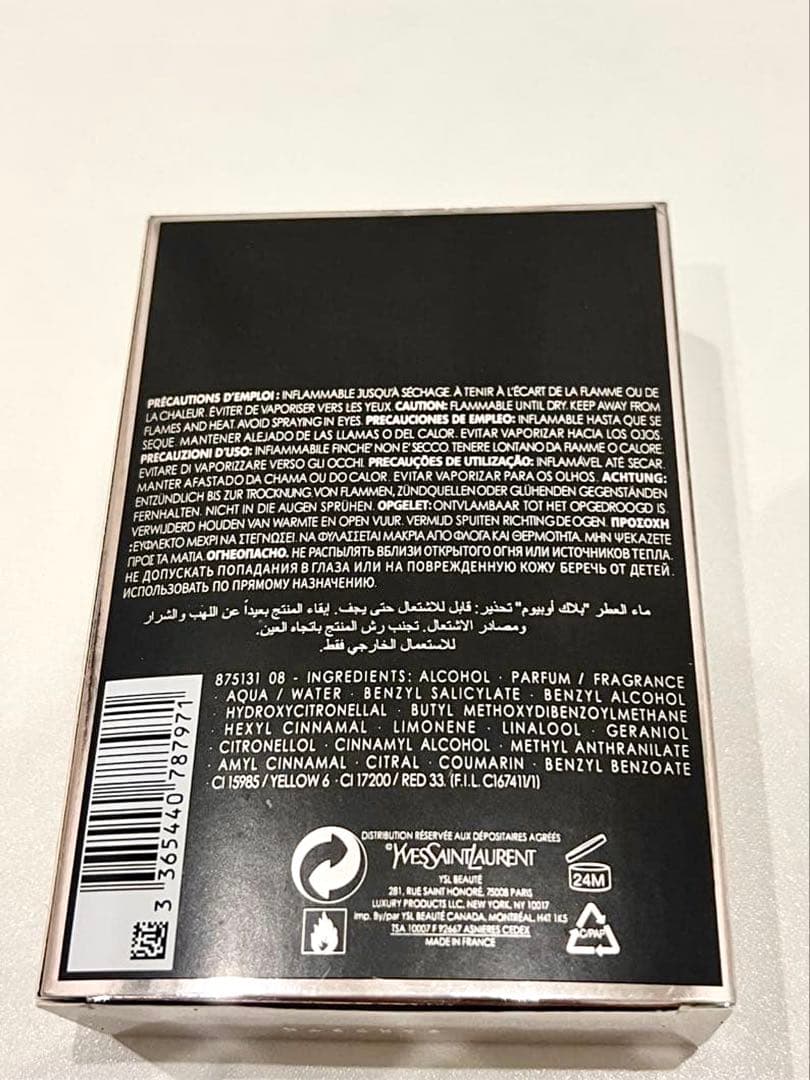 PRÉCAUTIONS D'EMPLOI : INFLAMMABLE JUSQU'À SÉCHAGE. À TENIR À L'ÉCART DE LA FLAMME OU DE
LA CHALEUR. ÉVITER DE VAPORISER VERS LES YEUX. CAUTION: FLAMMABLE UNTIL DRY. KEEP AWAY FROM
FLAMES AND HEAT. AVOID SPRAYING IN EYES. PRECAUCIONES DE EMPLEO: INFLAMABLE HASTA QUE SE
SEQUE. MANTENER ALEJADO DE LAS LLAMAS O DEL CALOR. EVITAR VAPORIZAR HACIA LOS OJOS.
PRECAUZIONI D'USO: INFIAMMABILE FINCHE' NON E' SECCO. TENERE LONTANO DA FIAMME O CALORE.
EVITARE DI VAPORIZZARE VERSO GLI OCCHI. PRECAUÇÕES DE UTILIZAÇÃO: INFLAMÁVEL ATÉ SECAR.
MANTER AFASTADO DA CHAMA OU DO CALOR. EVITAR VAPORIZAR PARA OS OLHOS. ACHTUNG:
ENTZÜNDLICH BIS ZUR TROCKNUNG. VON FLAMMEN, ZÜNDQUELLEN ODER GLÜHENDEN GEGENSTÄNDEN
FERNHALTEN. NICHT IN DIE AUGEN SPRÜHEN. OPGELET: ONTVLAMBAAR TOT HET OPGEDROOGD IS.
VERWIJDERD HOUDEN VAN WARMTE EN OPEN VUUR. VERMIJD SPUITEN RICHTING DE OGEN. ΠΡΟΣΟΧΗ
:ΕΥΦΛΕΚΤΟ ΜΕΧΡΙ ΝΑ ΣΤΕΓΝΩΣΕΙ. ΝΑ ΦΥΛΑΣΣΕΤΑΙ ΜΑΚΡΙΑ ΑΠΟ ΦΛΟΓΑ ΚΑΙ ΘΕΡΜΟΤΗΤΑ. ΜΗΝ ΨΕΚΑΖΕΤΕ
ΠΡΟΣ ΤΑ ΜΑΤΙΑ. ОГНЕОПАСНО. НЕ РАСПЫЛЯТЬ ВБЛИЗИ ОТКРЫТОГО ОГНЯ ИЛИ ИСТОЧНИКОВ ТЕПЛА.
НЕ ДОПУСКАТЬ ПОПАДАНИЯ В ГЛАЗА ИЛИ НА ПОВРЕЖДЕННУЮ КОЖУ. БЕРЕЧЬ ОТ ДЕТЕЙ.
ИСПОЛЬЗОВАТЬ ПО ПРЯМОМУ НАЗНАЧЕНИЮ.
ماء العطر "بلاك أوبيوم" تحذير: قابل للاشتعال حتى يجف. إبقاء المنتج بعيداً عن اللهب والشرار
ومصادر الاشتعال. تجنب رش المنتج باتجاه العين.
للاستعمال الخارجي فقط.
875131 08 - INGREDIENTS: ALCOHOL · PARFUM / FRAGRANCE
· AQUA / WATER · BENZYL SALICYLATE · BENZYL ALCOHOL
· HYDROXYCITRONELLAL · BUTYL METHOXYDIBENZOYLMETHANE
· HEXYL CINNAMAL · LIMONENE · LINALOOL · GERANIOL
· CITRONELLOL · CINNAMYL ALCOHOL · METHYL ANTHRANILATE
· AMYL CINNAMAL · CITRAL · COUMARIN · BENZYL BENZOATE
· CI 15985 / YELLOW 6 · CI 17200 / RED 33. (F.I.L. C167411/1)
3 365440 787971
DISTRIBUTION RÉSERVÉE AUX DÉPOSITAIRES AGRÉÉS
©YVESSAINTLAURENT
YSL BEAUTÉ
281, RUE SAINT HONORÉ, 75008 PARIS
LUXURY PRODUCTS LLC. NEW YORK, NY 10017
Imp. By/par YSL BEAUTÉ CANADA, MONTRÉAL, H4T 1K5
TSA 10007 F 92667 ASNIERES CEDEX
MADE IN FRANCE
24M
C/PAP